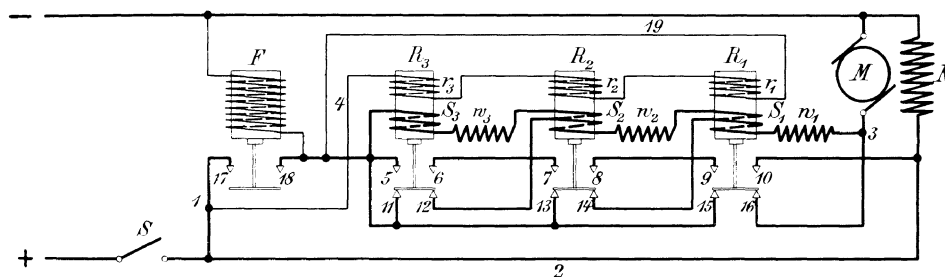 −
19
F R₃ R₂ R₁
r₃ r₂ r₁ M N
4 S₃ w₃ S₂ w₂ S₁ w₁ 3
17 18 5 6 7 8 9 10
1 11 12 13 14 15 16
S
+
2